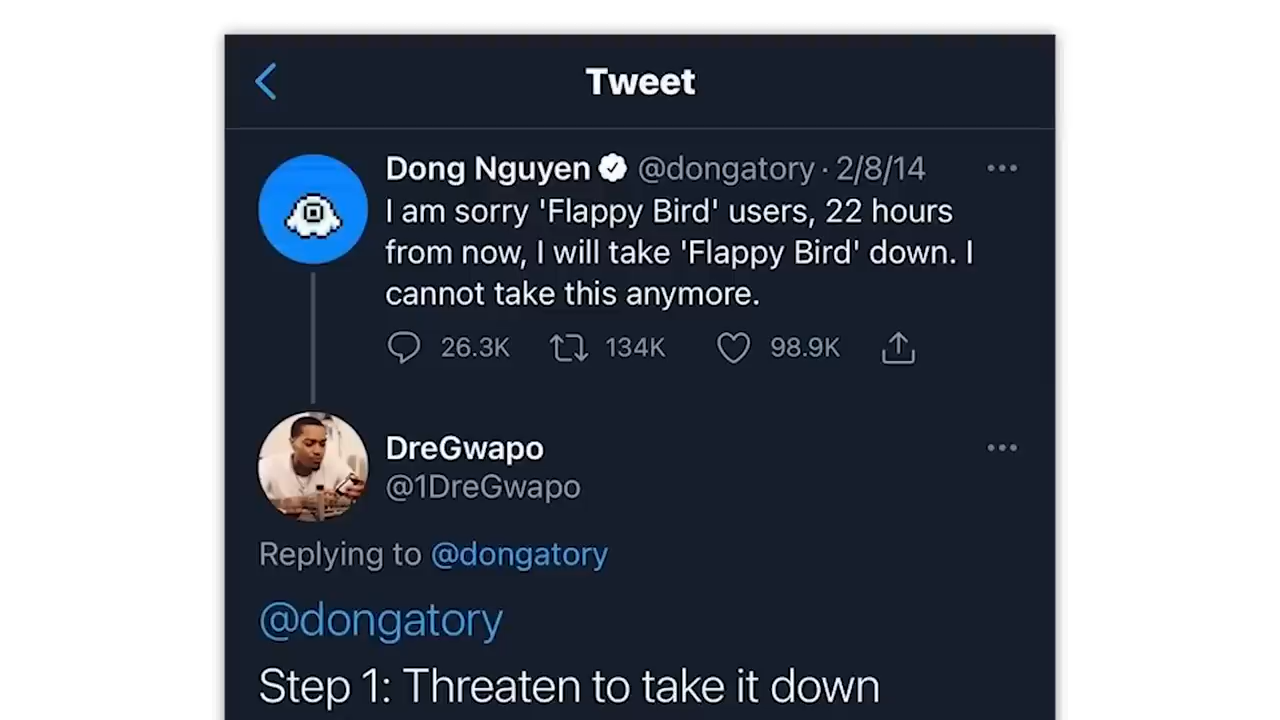 Tweet
Dong Nguyen @dongatory · 2/8/14
I am sorry 'Flappy Bird' users, 22 hours
from now, I will take 'Flappy Bird' down. I
cannot take this anymore.
26.3K 134K 98.9K
DreGwapo
@1DreGwapo
Replying to @dongatory
@dongatory
Step 1: Threaten to take it down